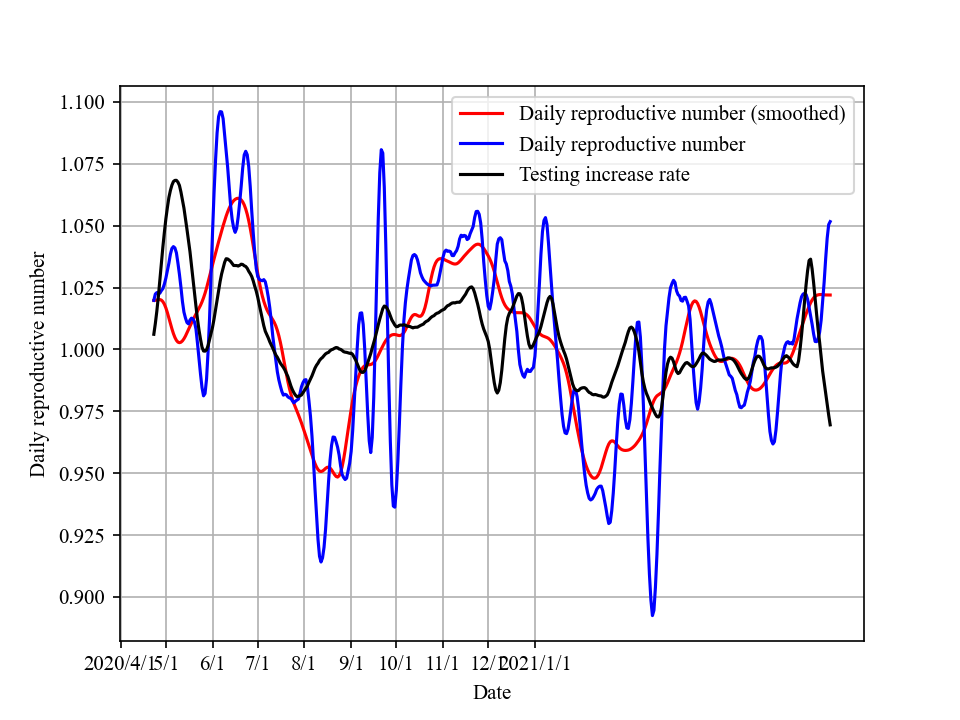 Daily reproductive number (smoothed)
Daily reproductive number
Testing increase rate
Daily reproductive number
1.100
1.075
1.050
1.025
1.000
0.975
0.950
0.925
0.900
2020/4/1 5/1 6/1 7/1 8/1 9/1 10/1 11/1 12/1 2021/1/1
Date